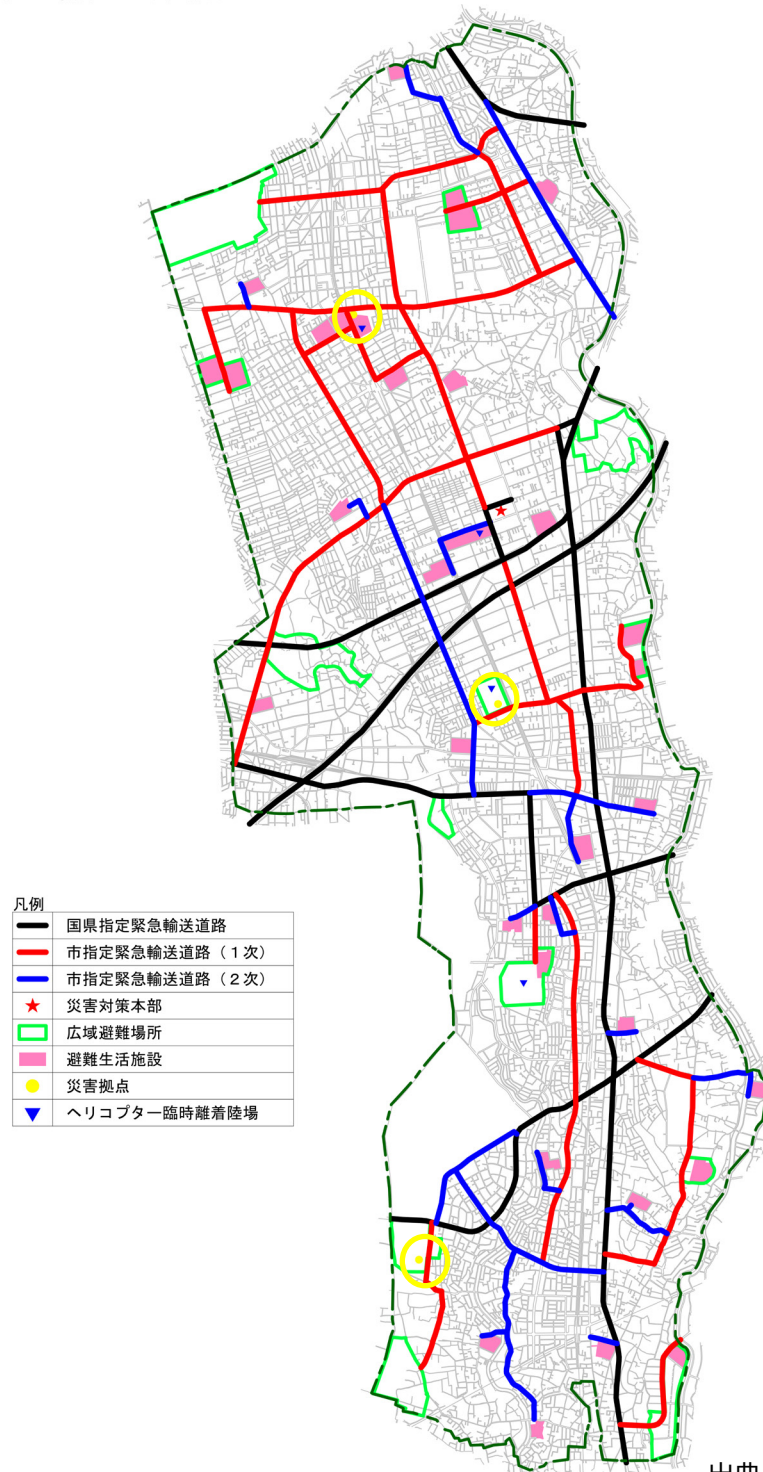 凡例
国県指定緊急輸送道路
市指定緊急輸送道路（１次）
市指定緊急輸送道路（２次）
災害対策本部
広域避難場所
避難生活施設
災害拠点
ヘリコプター臨時離着陸場